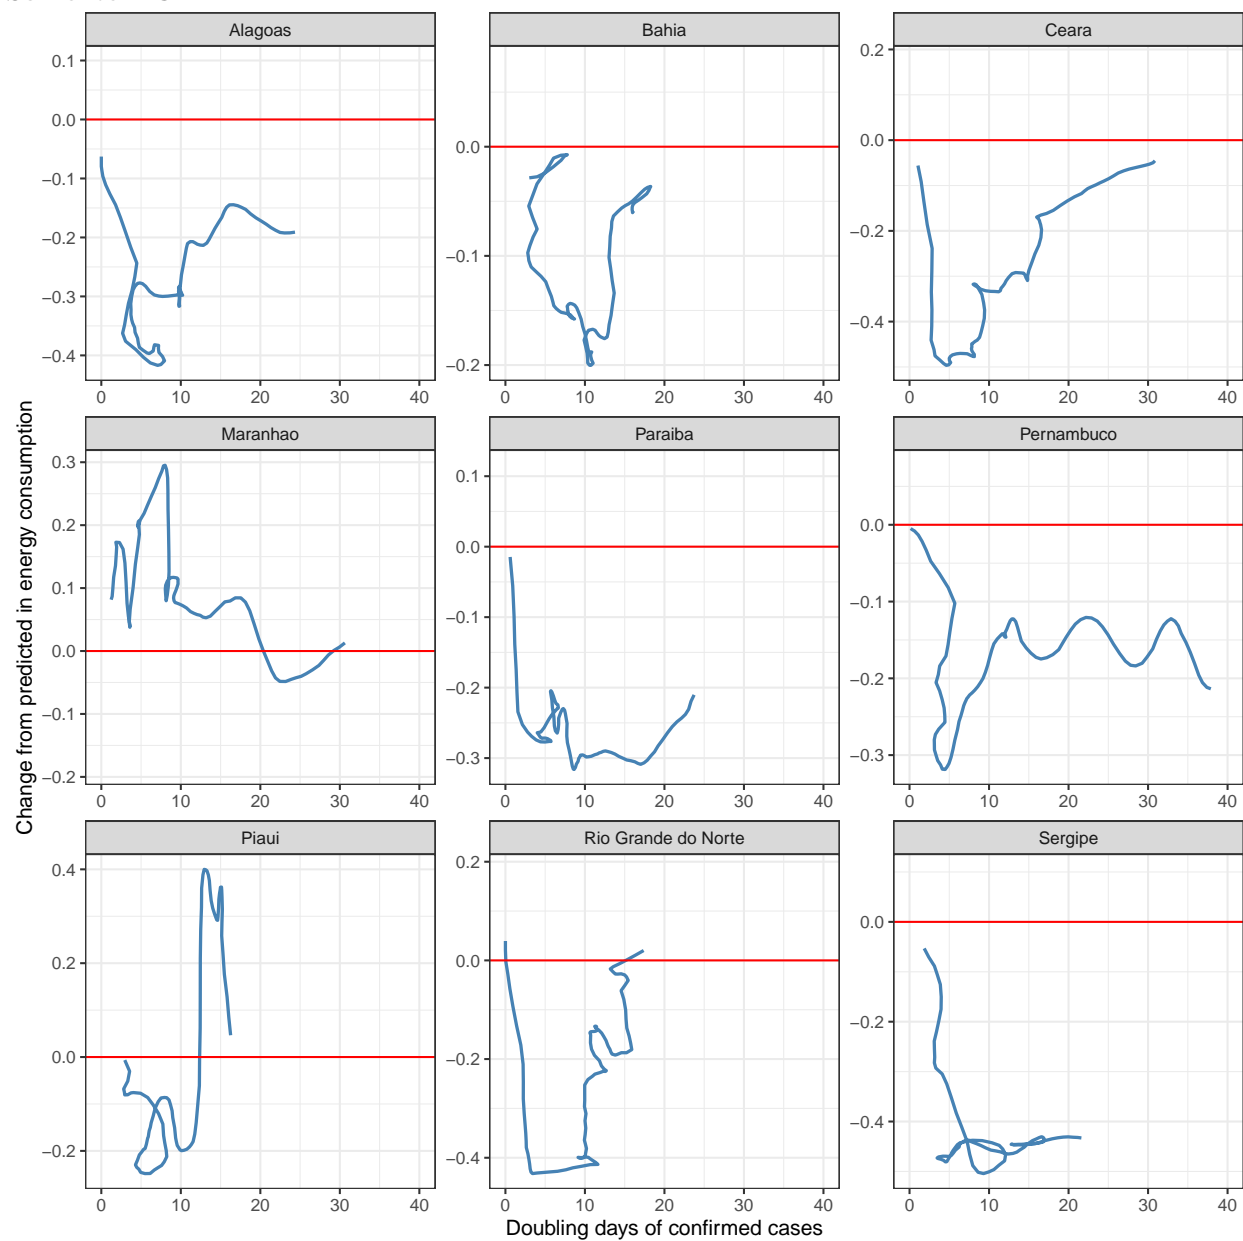 Alagoas
Bahia
Ceara
0.1
0.0
−0.1
−0.2
−0.3
−0.4
0.0
−0.1
−0.2
0.2
0.0
−0.2
−0.4
0 10 20 30 40
0 10 20 30 40
0 10 20 30 40
Change from predicted in energy consumption
Maranhao
Paraiba
Pernambuco
0.3
0.2
0.1
0.0
−0.1
−0.2
0.1
0.0
−0.1
−0.2
−0.3
0.0
−0.1
−0.2
−0.3
0 10 20 30 40
0 10 20 30 40
0 10 20 30 40
Piaui
Rio Grande do Norte
Sergipe
0.4
0.2
0.0
−0.2
0.2
0.0
−0.2
−0.4
0.0
−0.2
−0.4
0 10 20 30 40
0 10 20 30 40
0 10 20 30 40
Doubling days of confirmed cases